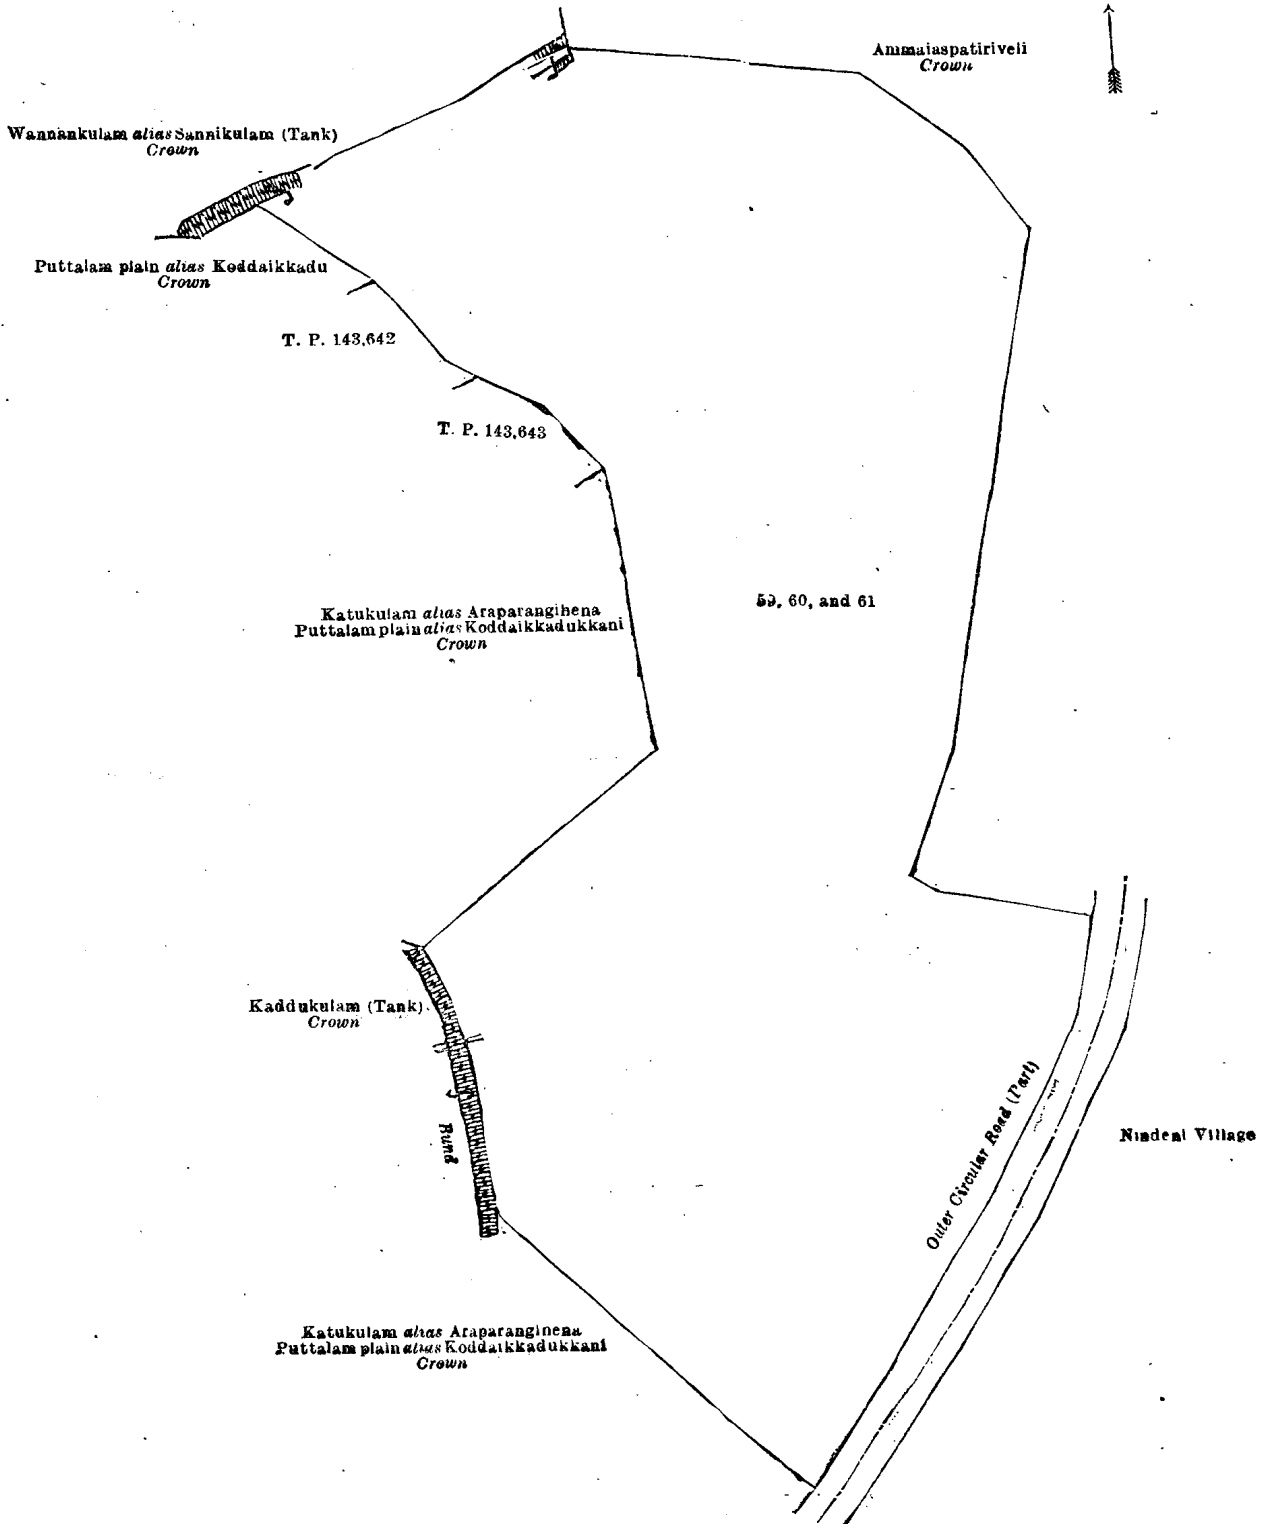 Ammaiaspatiriveli
Crown
Wannankulam alias Sannikulam (Tank)
Crown
Puttalam plain alias Koddaikkadu
Crown
T. P. 143,642
T. P. 143,643
59, 60, and 61
Katukulam alias Araparangihena
Puttalam plain alias Koddaikkadukkani
Crown
Kaddukulam (Tank)
Crown
Bund
Outer Circular Road (Part)
Nindeni Village
Katukulam alias Araparanginena
Puttalam plain alias Koddaikkadukkani
Crown